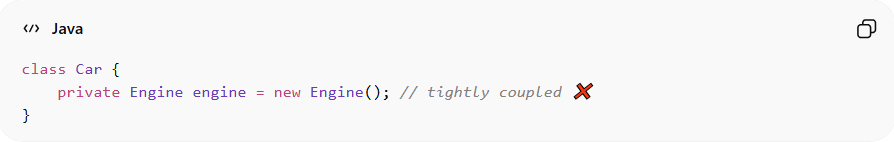 </> Java
class Car {
    private Engine engine = new Engine(); // tightly coupled ❌
}